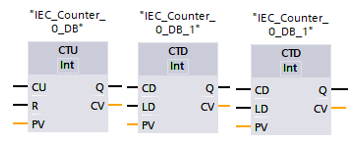 "IEC_Counter_
0_DB"
CTU
Int
CU
Q
R
CV
PV
"IEC_Counter_
0_DB_1"
CTD
Int
CD
Q
LD
CV
PV
"IEC_Counter_
0_DB_1"
CTD
Int
CD
Q
LD
CV
PV